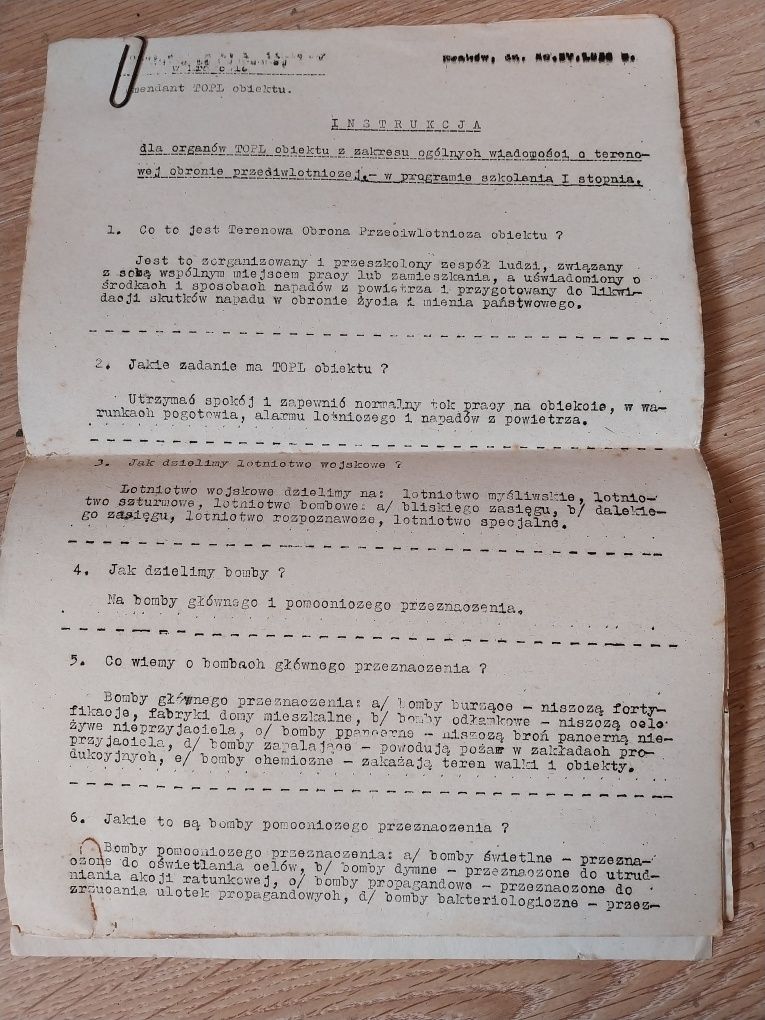 Kraków, dn.
mendant TOPL obiektu.
I N S T R U K C J A
dla organów TOPL obiektu z zakresu ogólnych wiadomości o tereno-
wej obronie przediwlotniczej.- w programie szkolenia I stopnia.
1. Co to jest Terenowa Obrona Przeciwlotnicza obiektu ?
Jest to zorganizowany i przeszkolony zespół ludzi, związany
z sobą wspólnym miejscem pracy lub zamieszkania, a uświadomiony o
środkach i sposobach napadów z powietrza i przygotowany do likwi-
dacji skutków napadu w obronie życia i mienia państwowego.
2. Jakie zadanie ma TOPL obiektu ?
Utrzymać spokój i zapewnić normalny tok pracy na obiekcie, w wa-
runkach pogotowia, alarmu lotniczego i napadów z powietrza.
3. Jak dzielimy lotnictwo wojskowe ?
Lotnictwo wojskowe dzielimy na: lotnictwo myśliwskie, lotnic-
two szturmowe, lotnictwo bombowe: a/ bliskiego zasięgu, b/ dalekie-
go zasięgu, lotnictwo rozpoznawcze, lotnictwo specjalne.
4. Jak dzielimy bomby ?
Na bomby głównego i pomocniczego przeznaczenia.
5. Co wiemy o bombach głównego przeznaczenia ?
Bomby głównego przeznaczenia: a/ bomby burzące - niszczą forty-
fikacje, fabryki domy mieszkalne, b/ bomby odłamkowe - niszczą cele
żywe nieprzyjaciela, c/ bomby ppancerne - niszczą broń pancerną nie-
przyjaciela, d/ bomby zapalające - powodują pożar w zakładach pro-
dukcyjnych, e/ bomby chemiczne - zakażają teren walki i obiekty.
6. Jakie to są bomby pomocniczego przeznaczenia ?
Bomby pomocniczego przeznaczenia: a/ bomby świetlne - przezna-
czone do oświetlania celów, b/ bomby dymne - przeznaczone do utrud-
niania akcji ratunkowej, c/ bomby propagandowe - przeznaczone do
zrzucania ulotek propagandowych, d/ bomby bakteriologiczne - przez-